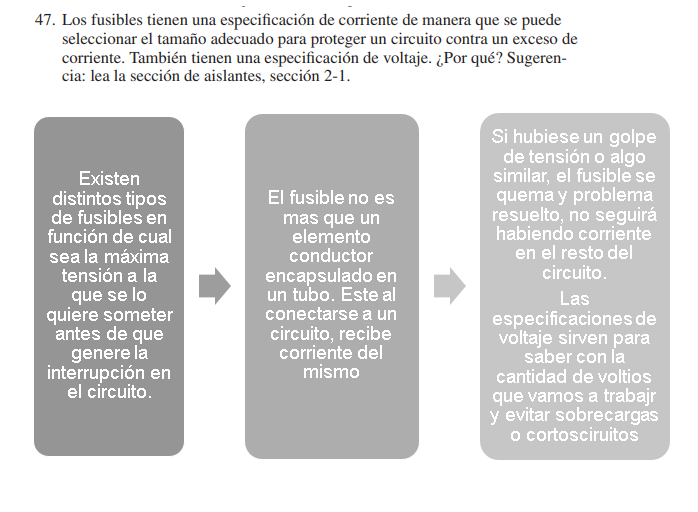 47. Los fusibles tienen una especificación de corriente de manera que se puede
seleccionar el tamaño adecuado para proteger un circuito contra un exceso de
corriente. También tienen una especificación de voltaje. ¿Por qué? Sugeren-
cia: lea la sección de aislantes, sección 2-1.
Existen
distintos tipos
de fusibles en
función de cual
sea la máxima
tensión a la
que se lo
quiere someter
antes de que
genere la
interrupción en
el circuito.
El fusible no es
mas que un
elemento
conductor
encapsulado en
un tubo. Este al
conectarse a un
circuito, recibe
corriente del
mismo
Si hubiese un golpe
de tensión o algo
similar, el fusible se
quema y problema
resuelto, no seguirá
habiendo corriente
en el resto del
circuito.
Las
especificaciones de
voltaje sirven para
saber con la
cantidad de voltios
que vamos a trabajr
y evitar sobrecargas
o cortosciruitos